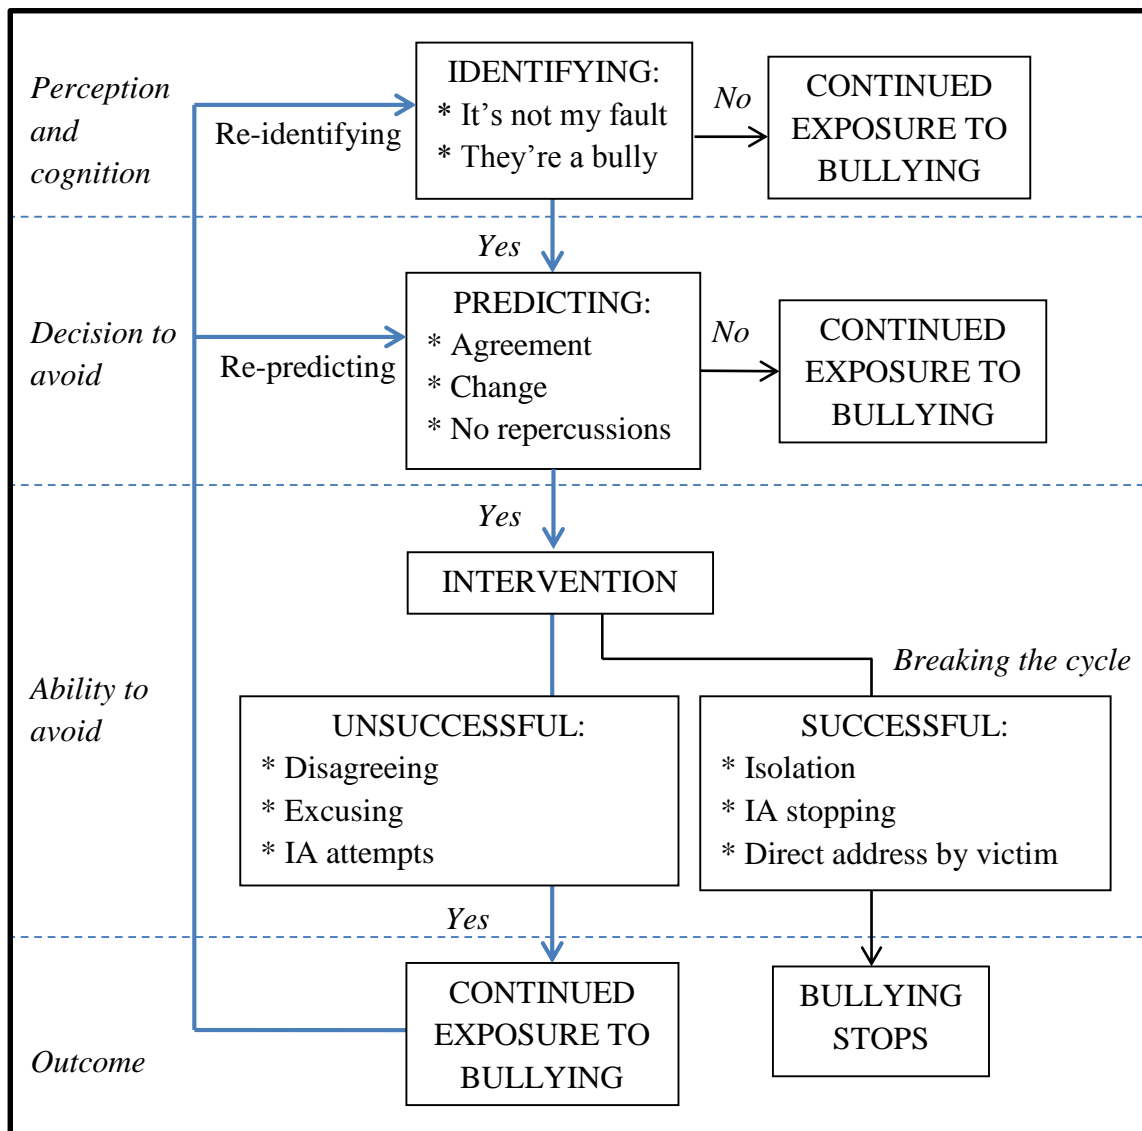 Perception
and
cognition
Re-identifying
IDENTIFYING:
* It’s not my fault
* They’re a bully
No
CONTINUED
EXPOSURE TO
BULLYING
Yes
Decision to
avoid
Re-predicting
PREDICTING:
* Agreement
* Change
* No repercussions
No
CONTINUED
EXPOSURE TO
BULLYING
Yes
Ability to
avoid
INTERVENTION
Breaking the cycle
UNSUCCESSFUL:
* Disagreeing
* Excusing
* IA attempts
SUCCESSFUL:
* Isolation
* IA stopping
* Direct address by victim
Yes
Outcome
CONTINUED
EXPOSURE TO
BULLYING
BULLYING
STOPS